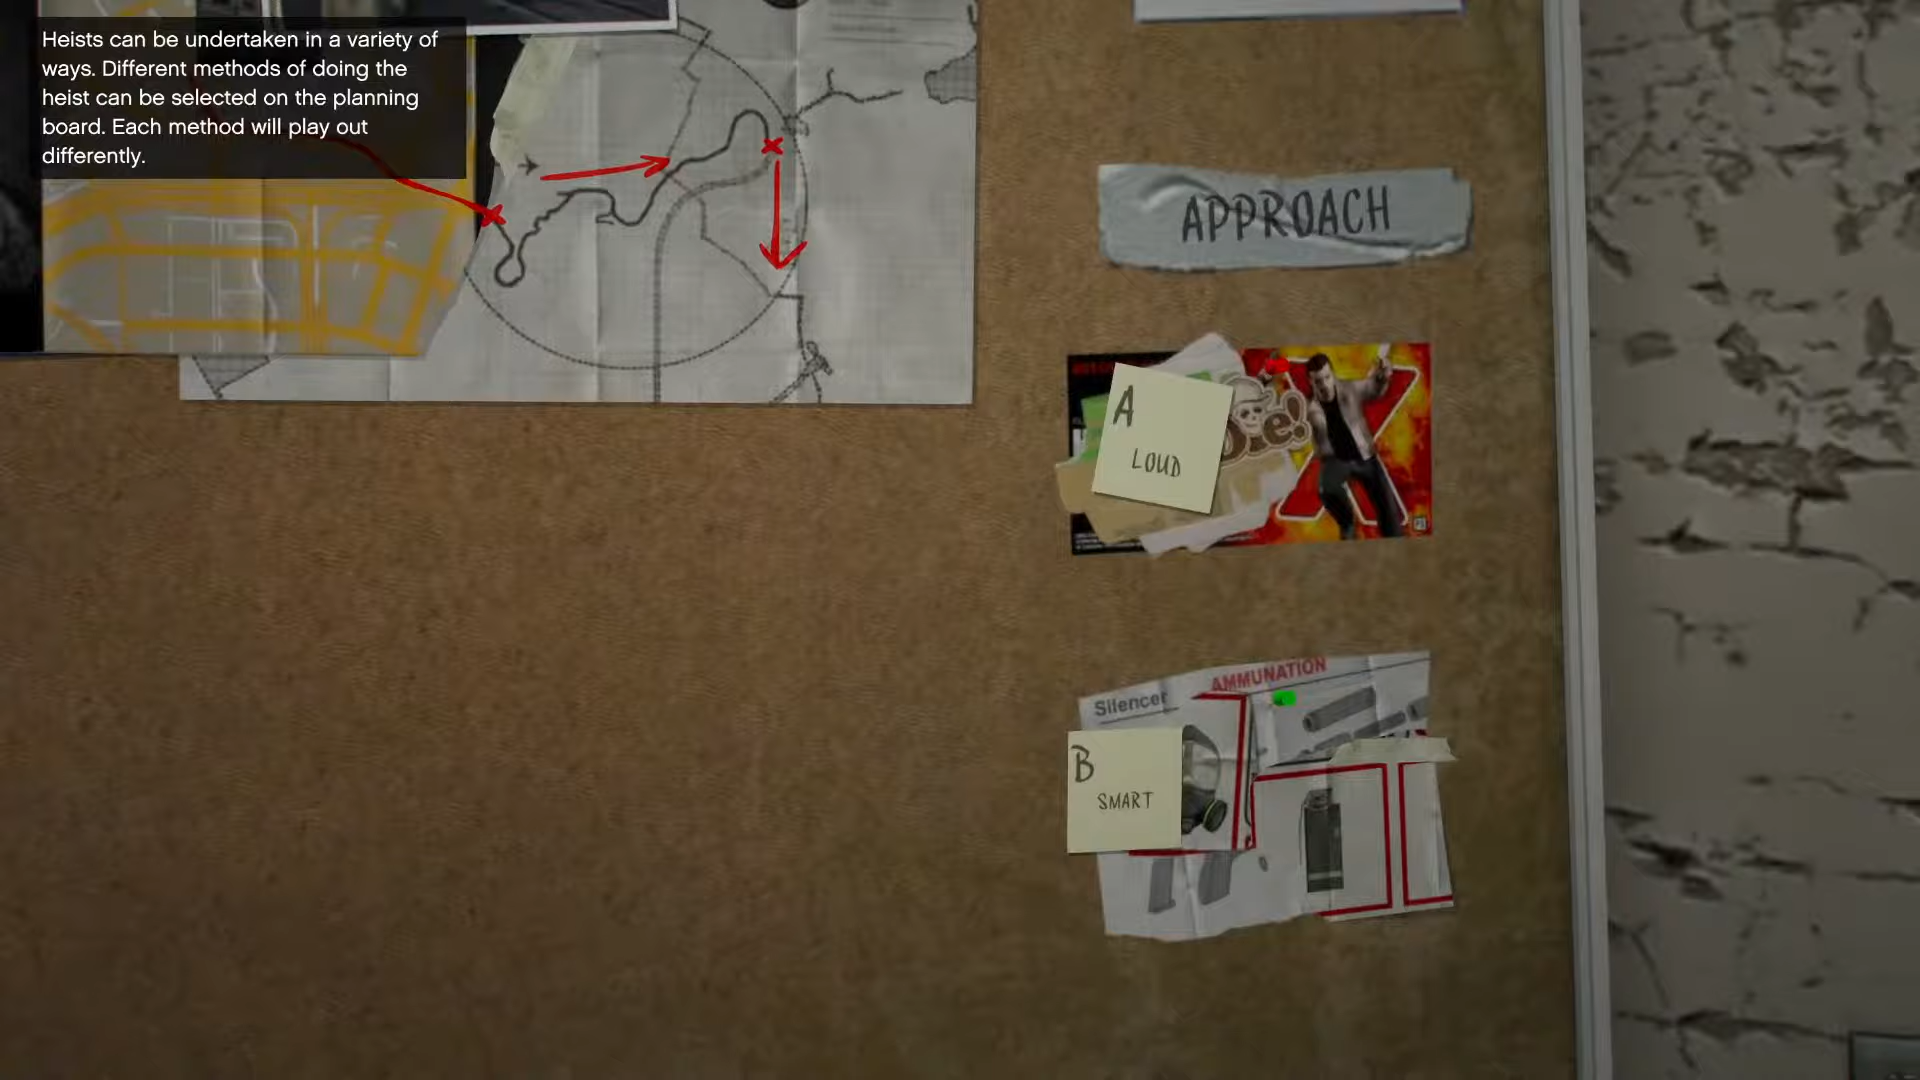 Heists can be undertaken in a variety of
ways. Different methods of doing the
heist can be selected on the planning
board. Each method will play out
differently.
APPROACH
A
LOUD
Die!
AMMUNATION
Silencer
B
SMART